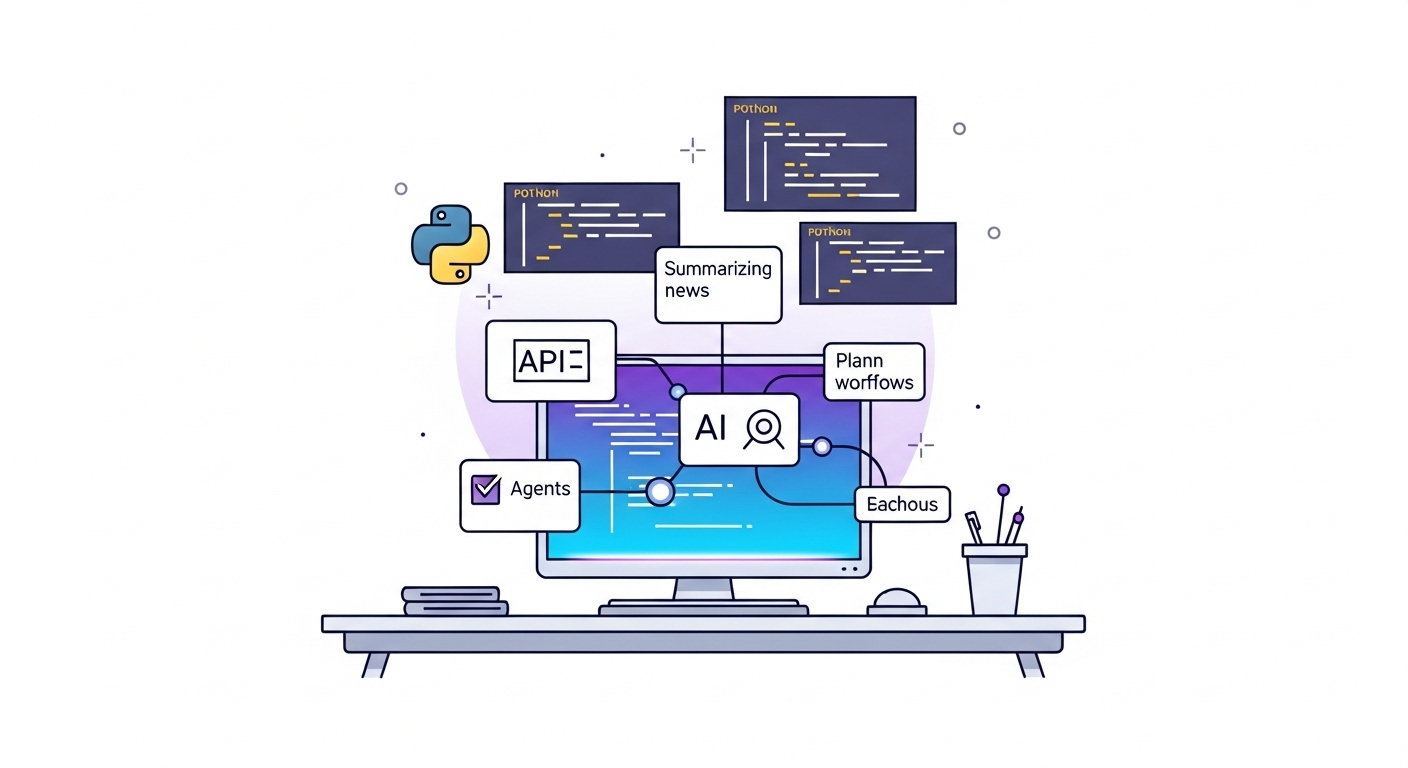 POTHON
POTHON
POTHON
Summarizing
news
API
Plann
worffows
AI
Agents
Eachous